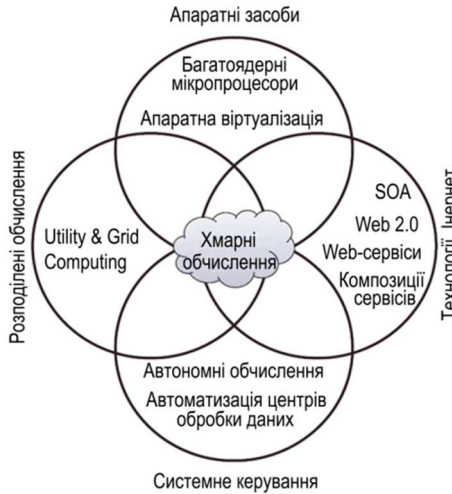 Апаратні засоби
Багатоядерні
мікропроцесори
Апаратна віртуалізація
Розподілені обчислення
Utility & Grid
Computing
Хмарні
обчислення
SOA
Web 2.0
Web-сервіси
Композиції
сервісів
Технології Інернет
Автономні обчислення
Автоматизація центрів
обробки даних
Системне керування